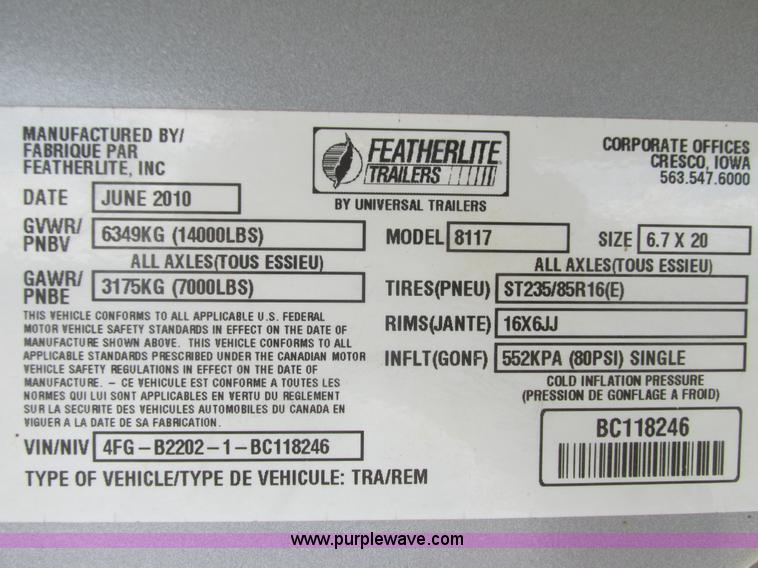 MANUFACTURED BY/
FABRIQUE PAR
FEATHERLITE, INC
FEATHERLITE
TRAILERS
BY UNIVERSAL TRAILERS
CORPORATE OFFICES
CRESCO, IOWA
563.547.6000
DATE JUNE 2010
GVWR/
PNBV 6349KG (14000LBS)
MODEL 8117 SIZE 6.7 X 20
ALL AXLES(TOUS ESSIEU)
GAWR/
PNBE 3175KG (7000LBS)
ALL AXLES(TOUS ESSIEU)
TIRES(PNEU) ST235/85R16(E)
RIMS(JANTE) 16X6JJ
INFLT(GONF) 552KPA (80PSI) SINGLE
COLD INFLATION PRESSURE
(PRESSION DE GONFLAGE A FROID)
THIS VEHICLE CONFORMS TO ALL APPLICABLE U.S. FEDERAL
MOTOR VEHICLE SAFETY STANDARDS IN EFFECT ON THE DATE OF
MANUFACTURE SHOWN ABOVE. THIS VEHICLE CONFORMS TO ALL
APPLICABLE STANDARDS PRESCRIBED UNDER THE CANADIAN MOTOR
VEHICLE SAFETY REGULATIONS IN EFFECT ON THE DATE OF
MANUFACTURE. – CE VEHICULE EST CONFORME A TOUTES LES
NORMES QUI LUI SONT APPLICABLES EN VERTU DU REGLEMENT
SUR LA SECURITE DES VEHICULES AUTOMOBILES DU CANADA EN
VIGUER A LA DATE DE SA FABRICATION.
VIN/NIV 4FG–B2202–1–BC118246
TYPE OF VEHICLE/TYPE DE VEHICULE: TRA/REM
BC118246
www.purplewave.com